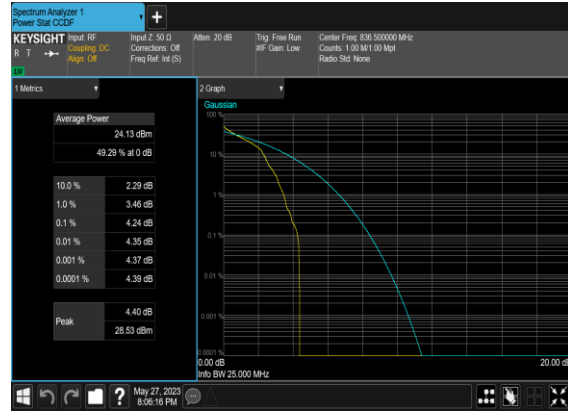 Spectrum Analyzer 1
Power Stat CCDF
KEYSIGHT
R T
LM
Input: RF
Coupling: DC
Align: Off
Input Z: 50 Ω
Corrections: Off
Freq Ref: Int (S)
Atten: 20 dB
Trig: Free Run
#IF Gain: Low
Center Freq: 836.500000 MHz
Counts: 1.00 M/1.00 Mpt
Radio Std: None
1 Metrics
Average Power
24.13 dBm
49.29 % at 0 dB
10.0 % 2.29 dB
1.0 % 3.46 dB
0.1 % 4.24 dB
0.01 % 4.35 dB
0.001 % 4.37 dB
0.0001 % 4.39 dB
Peak
4.40 dB
28.53 dBm
2 Graph
Gaussian
100 %
10 %
1 %
0.1 %
0.01 %
0.001 %
0.0001 %
0.00 dB
20.00 dB
Info BW 25.000 MHz
?
May 27, 2023
8:06:16 PM